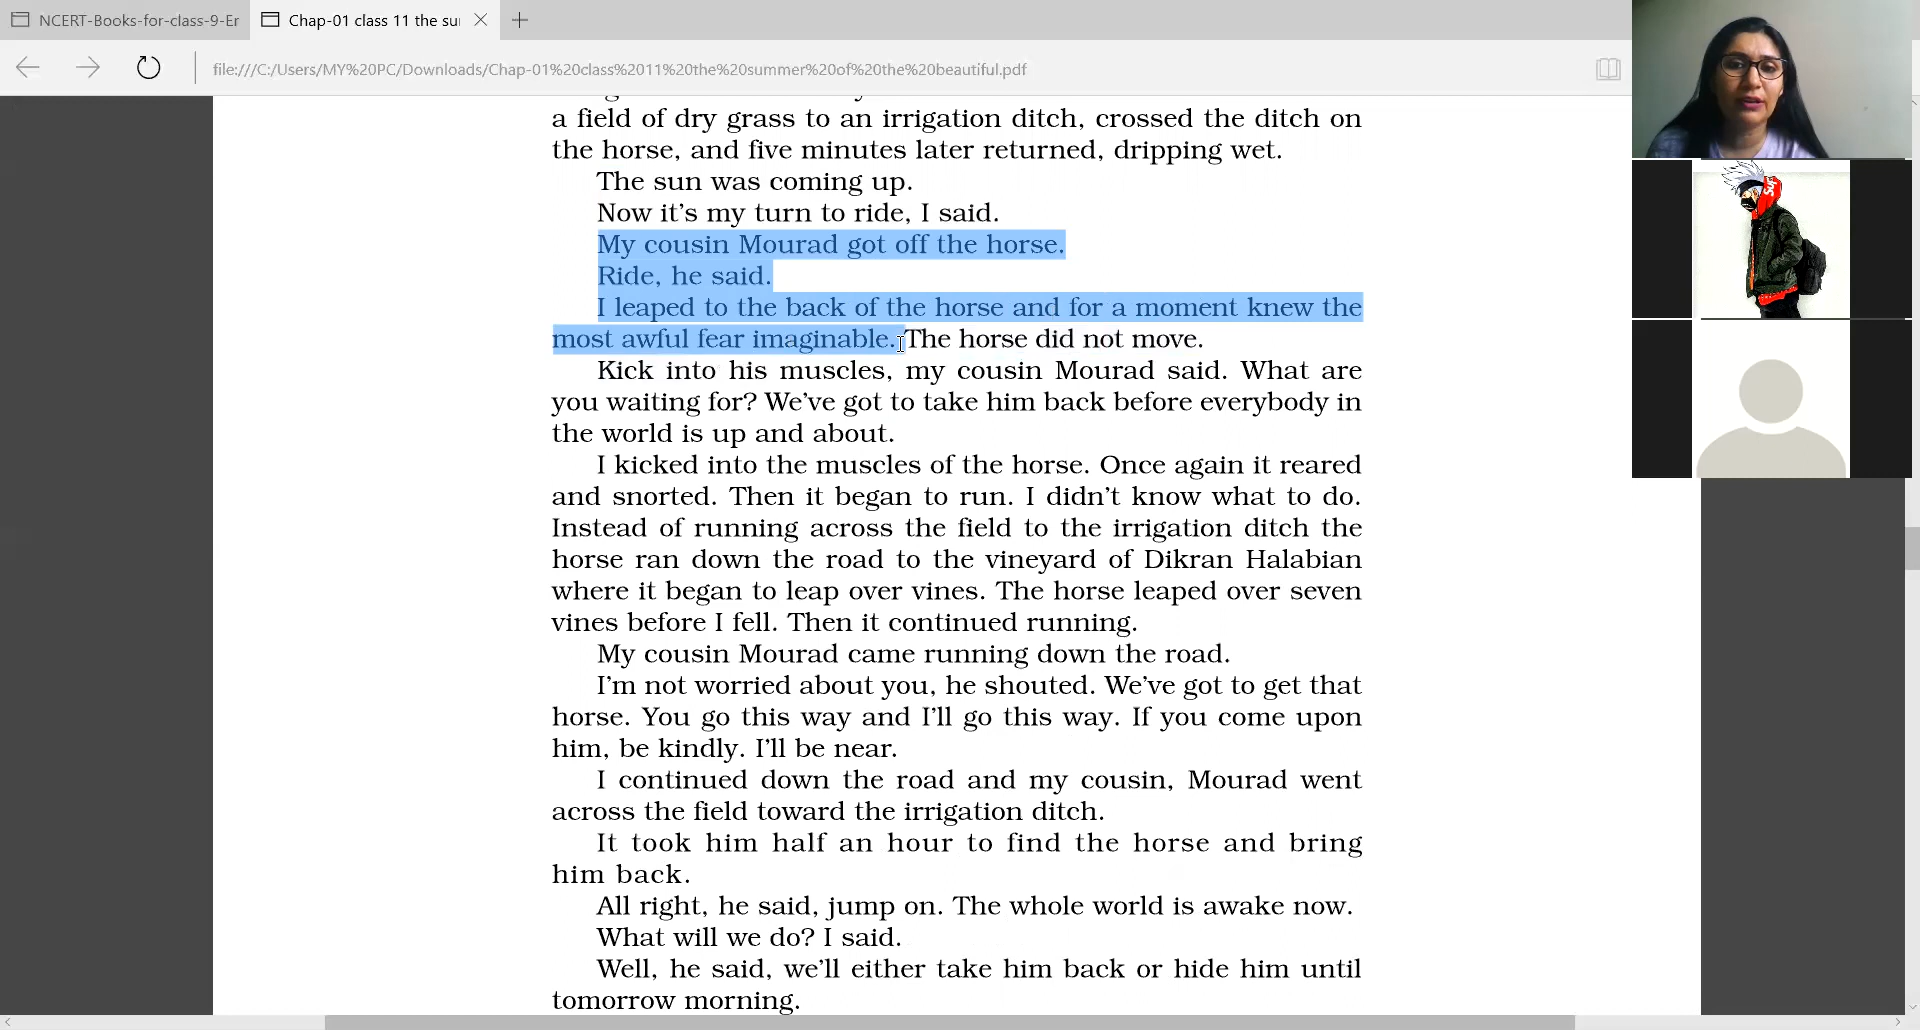 NCERT-Books-for-class-9-Er
Chap-01 class 11 the su
file:///C:/Users/MY%20PC/Downloads/Chap-01%20class%2011%20the%20summer%20of%20the%20beautiful.pdf
a field of dry grass to an irrigation ditch, crossed the ditch on
the horse, and five minutes later returned, dripping wet.
The sun was coming up.
Now it's my turn to ride, I said.
My cousin Mourad got off the horse.
Ride, he said.
I leaped to the back of the horse and for a moment knew the
most awful fear imaginable. The horse did not move.
Kick into his muscles, my cousin Mourad said. What are
you waiting for? We've got to take him back before everybody in
the world is up and about.
I kicked into the muscles of the horse. Once again it reared
and snorted. Then it began to run. I didn't know what to do.
Instead of running across the field to the irrigation ditch the
horse ran down the road to the vineyard of Dikran Halabian
where it began to leap over vines. The horse leaped over seven
vines before I fell. Then it continued running.
My cousin Mourad came running down the road.
I'm not worried about you, he shouted. We've got to get that
horse. You go this way and I'll go this way. If you come upon
him, be kindly. I'll be near.
I continued down the road and my cousin, Mourad went
across the field toward the irrigation ditch.
It took him half an hour to find the horse and bring
him back.
All right, he said, jump on. The whole world is awake now.
What will we do? I said.
Well, he said, we'll either take him back or hide him until
tomorrow morning.